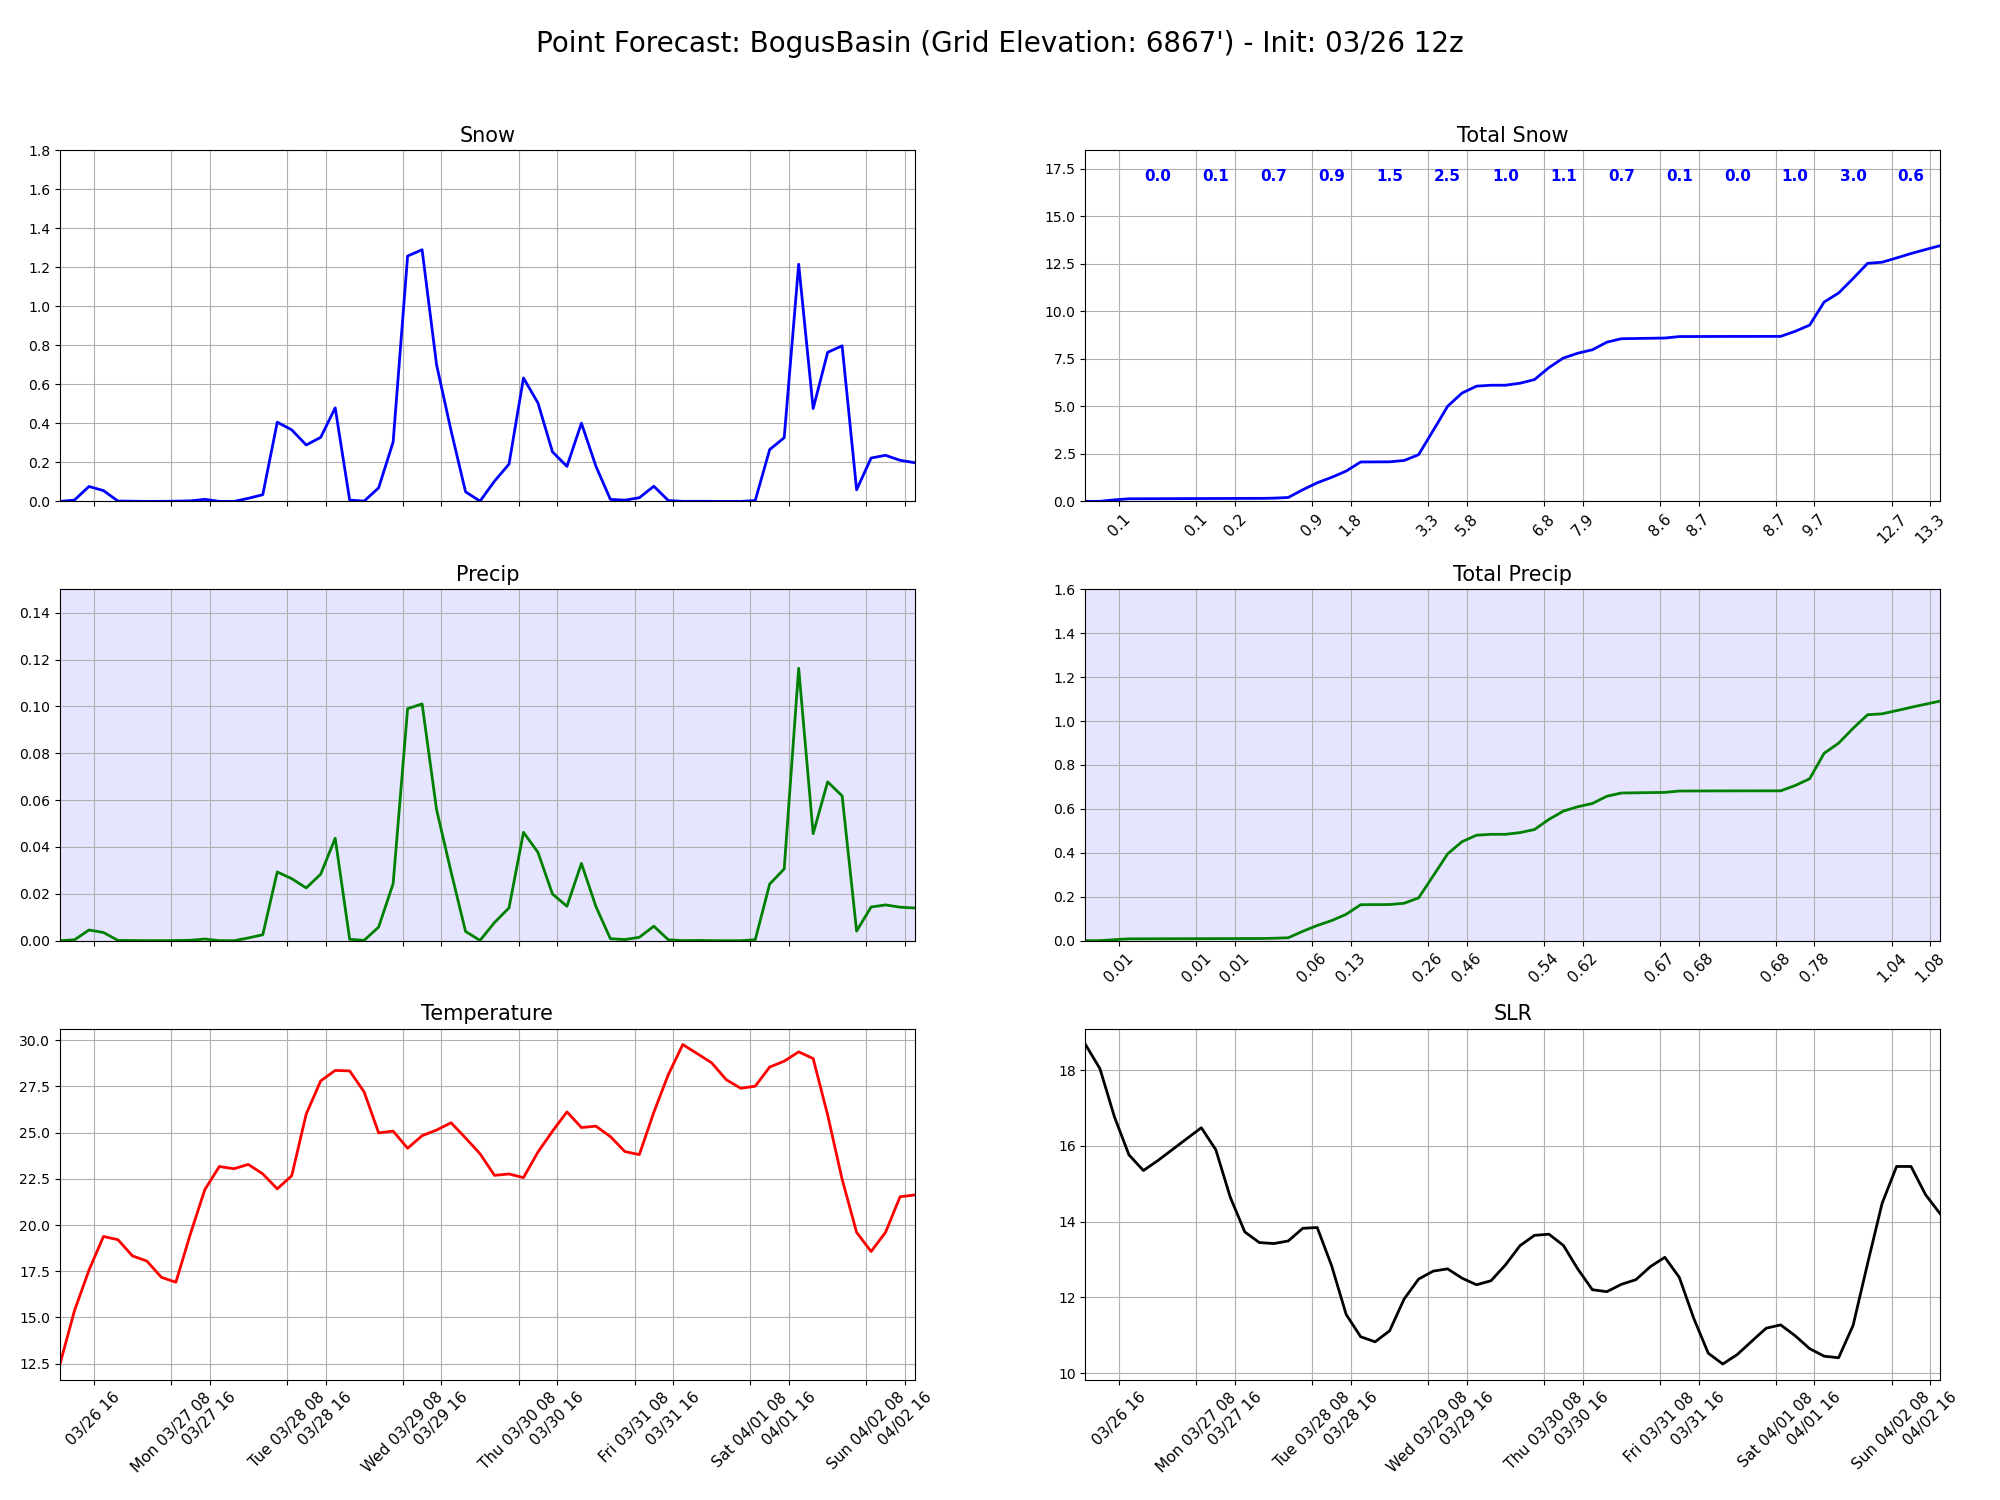 Point Forecast: BogusBasin (Grid Elevation: 6867') - Init: 03/26 12z
Snow
1.8
1.6
1.4
1.2
1.0
0.8
0.6
0.4
0.2
0.0
Total Snow
17.5
15.0
12.5
10.0
7.5
5.0
2.5
0.0
0.0 0.1 0.7 0.9 1.5 2.5 1.0 1.1 0.7 0.1 0.0 1.0 3.0 0.6
0.1 0.1 0.2 0.9 1.8 3.3 5.8 6.8 7.9 8.6 8.7 8.7 9.7 12.7 13.3
Precip
0.14
0.12
0.10
0.08
0.06
0.04
0.02
0.00
Total Precip
1.6
1.4
1.2
1.0
0.8
0.6
0.4
0.2
0.0
0.01 0.01 0.01 0.06 0.13 0.26 0.46 0.54 0.62 0.67 0.68 0.68 0.78 1.04 1.08
Temperature
30.0
27.5
25.0
22.5
20.0
17.5
15.0
12.5
03/26 16
Mon 03/27 08
03/27 16
Tue 03/28 08
03/28 16
Wed 03/29 08
03/29 16
Thu 03/30 08
03/30 16
Fri 03/31 08
03/31 16
Sat 04/01 08
04/01 16
Sun 04/02 08
04/02 16
SLR
18
16
14
12
10
03/26 16
Mon 03/27 08
03/27 16
Tue 03/28 08
03/28 16
Wed 03/29 08
03/29 16
Thu 03/30 08
03/30 16
Fri 03/31 08
03/31 16
Sat 04/01 08
04/01 16
Sun 04/02 08
04/02 16